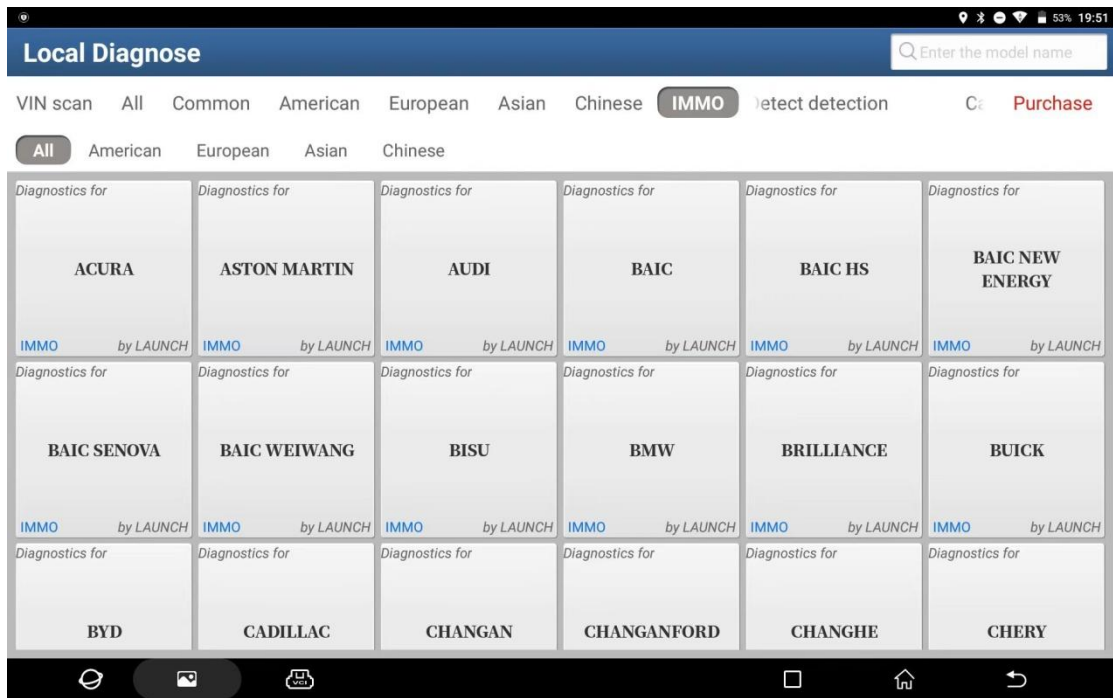 53% 19:51
Local Diagnose
Enter the model name
VIN scan All Common American European Asian Chinese IMMO etect detection Ca Purchase
All American European Asian Chinese
Diagnostics for Diagnostics for Diagnostics for Diagnostics for Diagnostics for Diagnostics for
ACURA ASTON MARTIN AUDI BAIC BAIC HS BAIC NEW
ENERGY
IMMO by LAUNCH IMMO by LAUNCH IMMO by LAUNCH IMMO by LAUNCH IMMO by LAUNCH IMMO by LAUNCH
Diagnostics for Diagnostics for Diagnostics for Diagnostics for Diagnostics for Diagnostics for
BAIC SENOVA BAIC WEIWANG BISU BMW BRILLIANCE BUICK
IMMO by LAUNCH IMMO by LAUNCH IMMO by LAUNCH IMMO by LAUNCH IMMO by LAUNCH IMMO by LAUNCH
Diagnostics for Diagnostics for Diagnostics for Diagnostics for Diagnostics for Diagnostics for
BYD CADILLAC CHANGAN CHANGANFORD CHANGHE CHERY
VCI